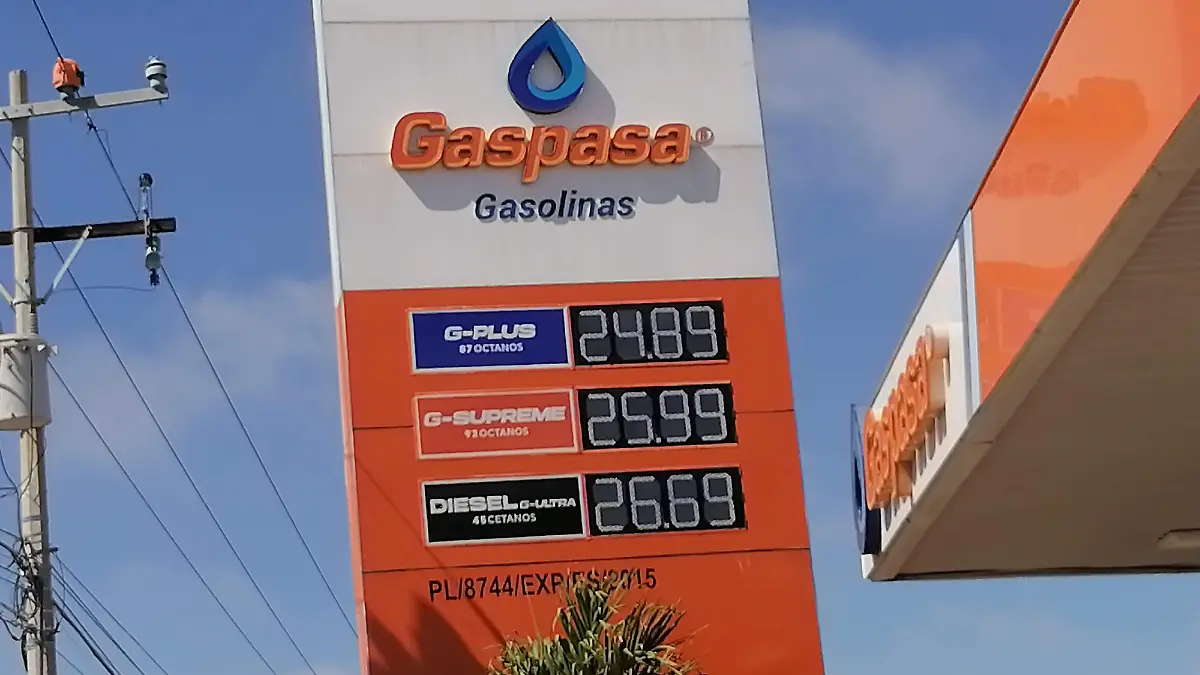 Gaspasa®
Gasolinas
G-PLUS
87 OCTANOS
24.89
G-SUPREME
92 OCTANOS
25.99
DIESEL G-ULTRA
45 CETANOS
26.69
PL/8744/EXP/ES/2015
Gaspasa